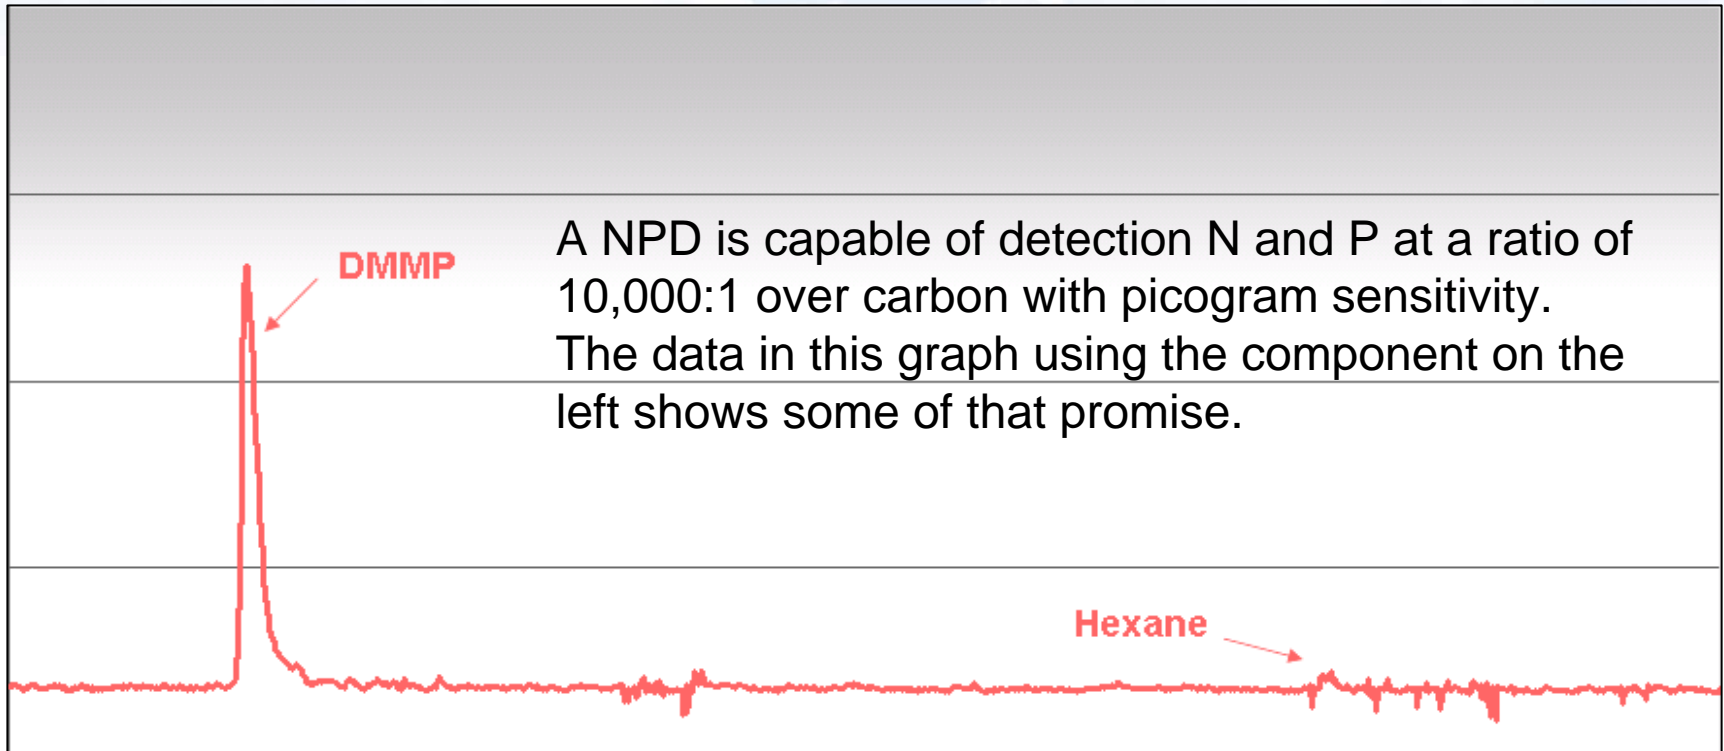 DMMP
A NPD is capable of detection N and P at a ratio of
10,000:1 over carbon with picogram sensitivity.
The data in this graph using the component on the
left shows some of that promise.
Hexane